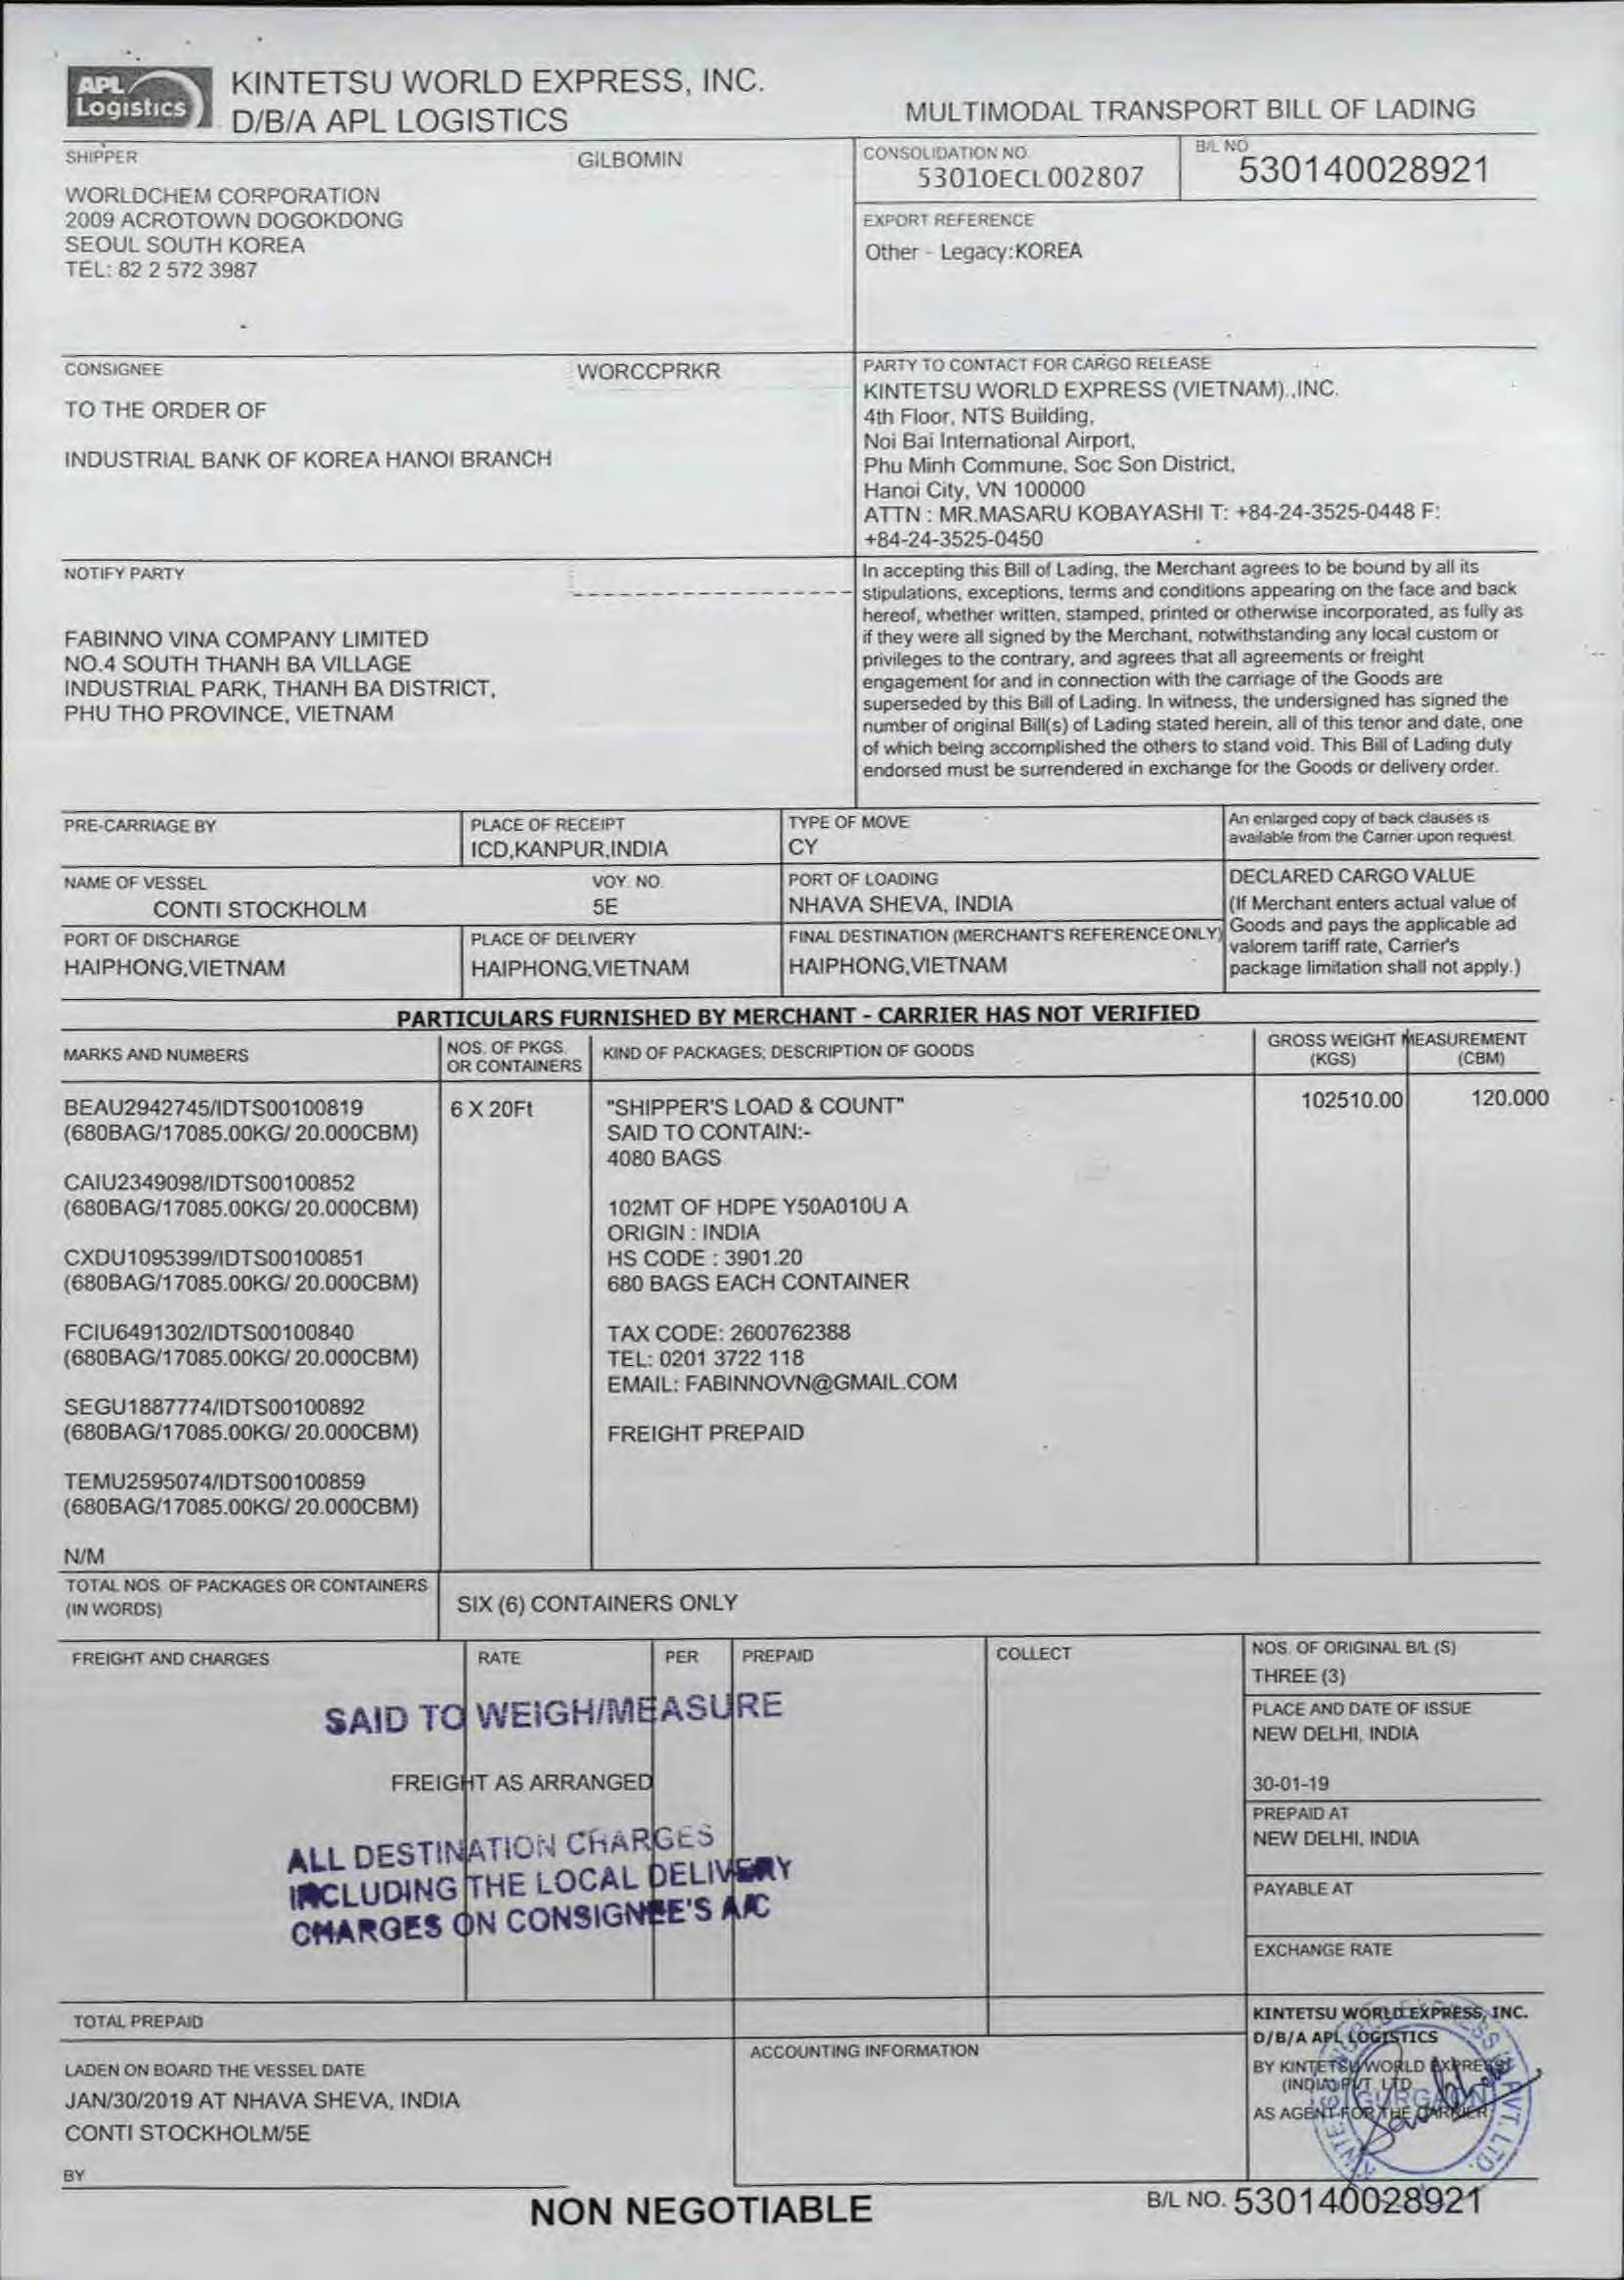 APL Logistics
KINTETSU WORLD EXPRESS, INC.
D/B/A APL LOGISTICS
MULTIMODAL TRANSPORT BILL OF LADING
SHIPPER GILBOMIN
WORLDCHEM CORPORATION
2009 ACROTOWN DOGOKDONG
SEOUL SOUTH KOREA
TEL: 82 2 572 3987
CONSOLIDATION NO
53010ECL002807
B/L NO
530140028921
EXPORT REFERENCE
Other - Legacy:KOREA
CONSIGNEE WORCCPRKR
TO THE ORDER OF
INDUSTRIAL BANK OF KOREA HANOI BRANCH
PARTY TO CONTACT FOR CARGO RELEASE
KINTETSU WORLD EXPRESS (VIETNAM).,INC.
4th Floor, NTS Building,
Noi Bai International Airport,
Phu Minh Commune, Soc Son District,
Hanoi City, VN 100000
ATTN : MR.MASARU KOBAYASHI T: +84-24-3525-0448 F:
+84-24-3525-0450
NOTIFY PARTY
FABINNO VINA COMPANY LIMITED
NO.4 SOUTH THANH BA VILLAGE
INDUSTRIAL PARK, THANH BA DISTRICT,
PHU THO PROVINCE, VIETNAM
In accepting this Bill of Lading, the Merchant agrees to be bound by all its
stipulations, exceptions, terms and conditions appearing on the face and back
hereof, whether written, stamped, printed or otherwise incorporated, as fully as
if they were all signed by the Merchant, notwithstanding any local custom or
privileges to the contrary, and agrees that all agreements or freight
engagement for and in connection with the carriage of the Goods are
superseded by this Bill of Lading. In witness, the undersigned has signed the
number of original Bill(s) of Lading stated herein, all of this tenor and date, one
of which being accomplished the others to stand void. This Bill of Lading duty
endorsed must be surrendered in exchange for the Goods or delivery order.
PRE-CARRIAGE BY
PLACE OF RECEIPT
ICD,KANPUR,INDIA
TYPE OF MOVE
CY
An enlarged copy of back clauses is
available from the Carrier upon request.
NAME OF VESSEL VOY. NO.
CONTI STOCKHOLM 5E
PORT OF LOADING
NHAVA SHEVA, INDIA
DECLARED CARGO VALUE
(If Merchant enters actual value of
Goods and pays the applicable ad
valorem tariff rate, Carrier's
package limitation shall not apply.)
PORT OF DISCHARGE
HAIPHONG,VIETNAM
PLACE OF DELIVERY
HAIPHONG,VIETNAM
FINAL DESTINATION (MERCHANT'S REFERENCE ONLY)
HAIPHONG,VIETNAM
PARTICULARS FURNISHED BY MERCHANT - CARRIER HAS NOT VERIFIED
MARKS AND NUMBERS
NOS. OF PKGS.
OR CONTAINERS
KIND OF PACKAGES; DESCRIPTION OF GOODS
GROSS WEIGHT
(KGS)
MEASUREMENT
(CBM)
BEAU2942745/IDTS00100819
(680BAG/17085.00KG/ 20.000CBM)
CAIU2349098/IDTS00100852
(680BAG/17085.00KG/ 20.000CBM)
CXDU1095399/IDTS00100851
(680BAG/17085.00KG/ 20.000CBM)
FCIU6491302/IDTS00100840
(680BAG/17085.00KG/ 20.000CBM)
SEGU1887774/IDTS00100892
(680BAG/17085.00KG/ 20.000CBM)
TEMU2595074/IDTS00100859
(680BAG/17085.00KG/ 20.000CBM)
N/M
6 X 20Ft
"SHIPPER'S LOAD & COUNT"
SAID TO CONTAIN:-
4080 BAGS
102MT OF HDPE Y50A010U A
ORIGIN : INDIA
HS CODE : 3901.20
680 BAGS EACH CONTAINER
TAX CODE: 2600762388
TEL: 0201 3722 118
EMAIL: FABINNOVN@GMAIL.COM
FREIGHT PREPAID
102510.00
120.000
TOTAL NOS. OF PACKAGES OR CONTAINERS
(IN WORDS)
SIX (6) CONTAINERS ONLY
FREIGHT AND CHARGES RATE PER PREPAID COLLECT
SAID TO WEIGH/MEASURE
FREIGHT AS ARRANGED
ALL DESTINATION CHARGES
INCLUDING THE LOCAL DELIVERY
CHARGES ON CONSIGNEE'S A/C
NOS. OF ORIGINAL B/L (S)
THREE (3)
PLACE AND DATE OF ISSUE
NEW DELHI, INDIA
30-01-19
PREPAID AT
NEW DELHI, INDIA
PAYABLE AT
EXCHANGE RATE
TOTAL PREPAID
LADEN ON BOARD THE VESSEL DATE
JAN/30/2019 AT NHAVA SHEVA, INDIA
CONTI STOCKHOLM/5E
BY
ACCOUNTING INFORMATION
KINTETSU WORLD EXPRESS, INC.
D/B/A APL LOGISTICS
BY KINTETSU WORLD EXPRESS
(INDIA) PVT. LTD
AS AGENT FOR THE CARRIER
GURGAON
PVT. LTD.
NON NEGOTIABLE
B/L NO. 530140028921